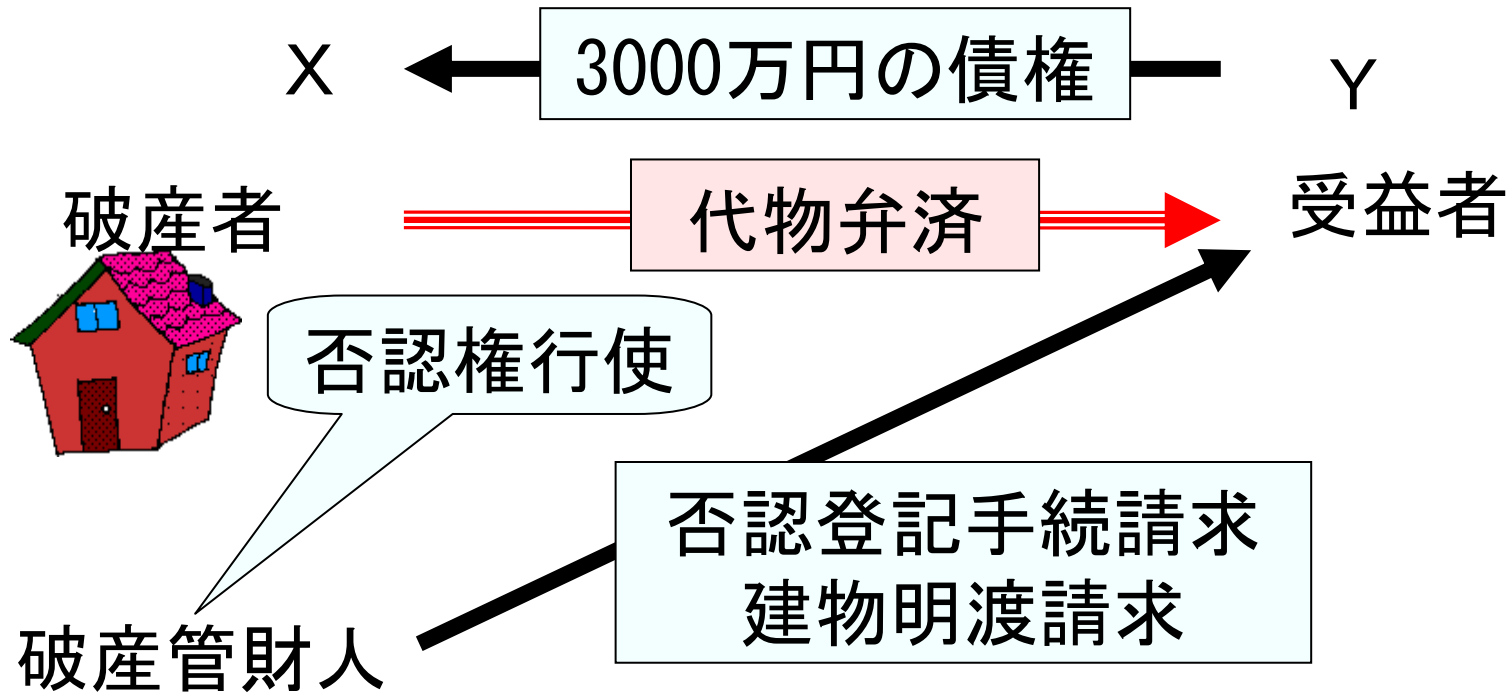 X
3000万円の債権
Y
破産者
代物弁済
受益者
否認権行使
否認登記手続請求
建物明渡請求
破産管財人